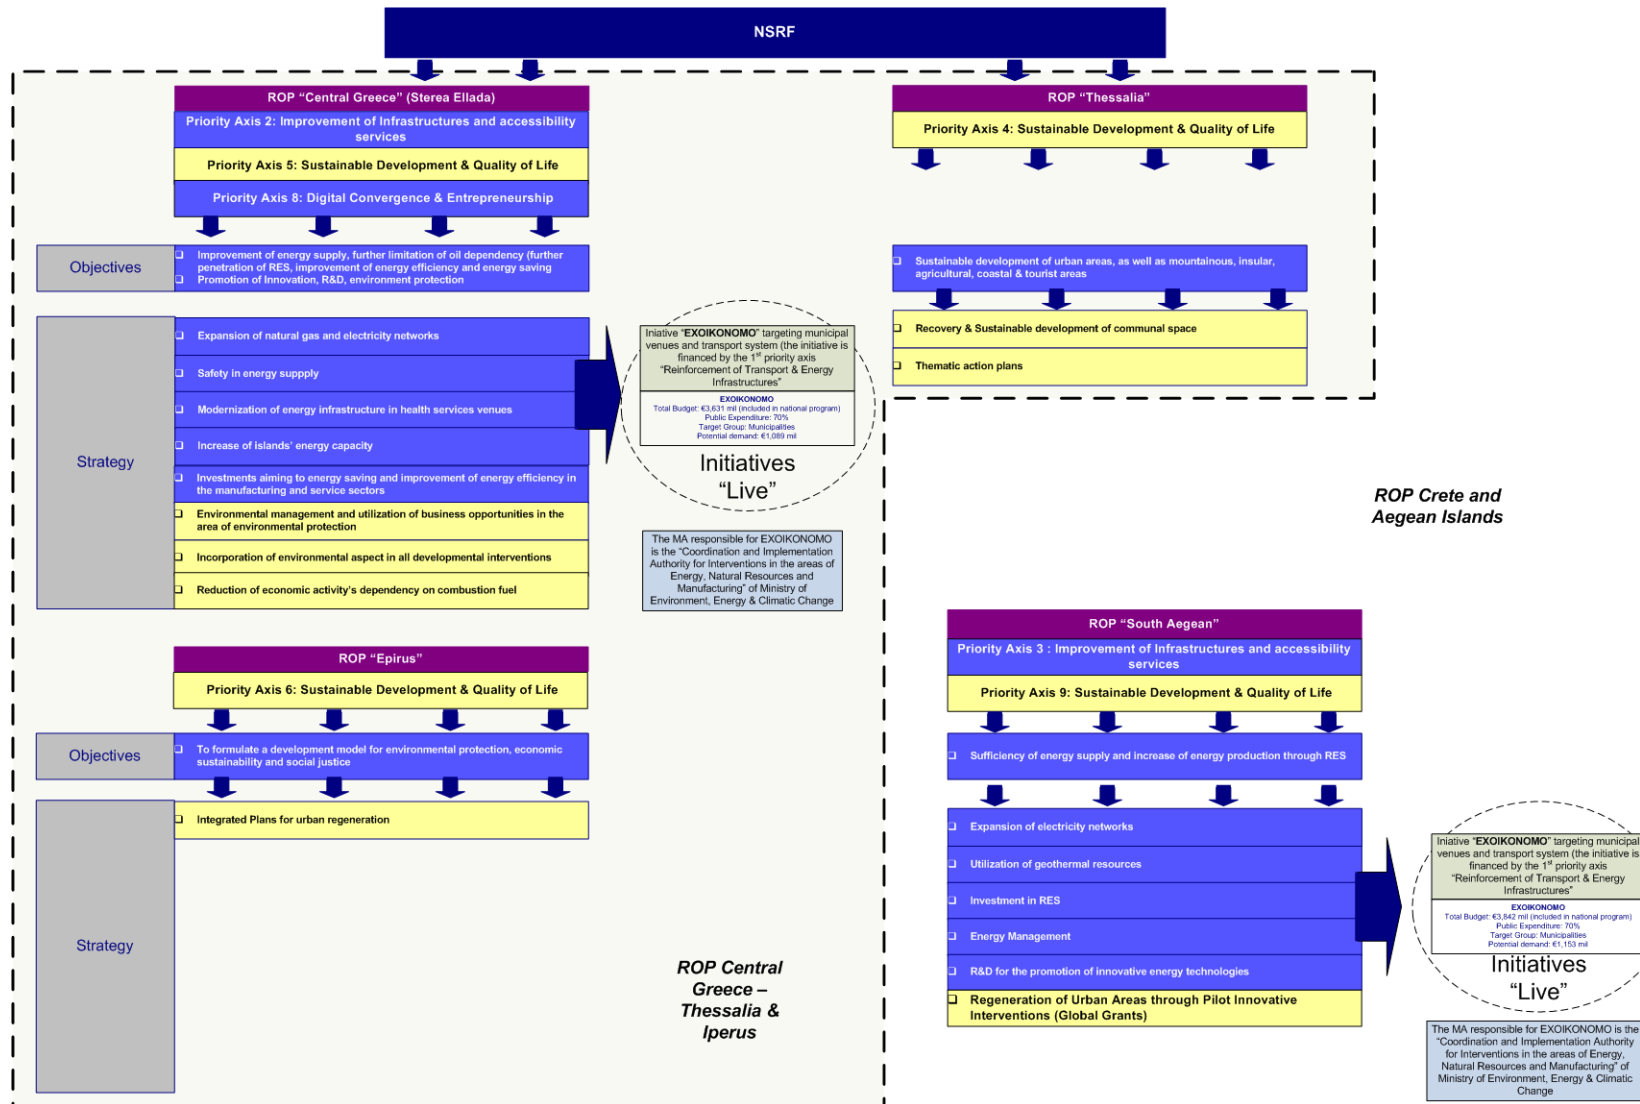 NSRF
ROP “Central Greece” (Sterea Ellada)
Priority Axis 2: Improvement of Infrastructures and accessibility
services
Priority Axis 5: Sustainable Development & Quality of Life
Priority Axis 8: Digital Convergence & Entrepreneurship
Objectives
❑ Improvement of energy supply, further limitation of oil dependency (further
penetration of RES, improvement of energy efficiency and energy saving
❑ Promotion of Innovation, R&D, environment protection
Strategy
❑ Expansion of natural gas and electricity networks
❑ Safety in energy suppply
❑ Modernization of energy infrastructure in health services venues
❑ Increase of islands’ energy capacity
❑ Investments aiming to energy saving and improvement of energy efficiency in
the manufacturing and service sectors
❑ Environmental management and utilization of business opportunities in the
area of environmental protection
❑ Incorporation of environmental aspect in all developmental interventions
❑ Reduction of economic activity’s dependency on combustion fuel
Iniative “EXOIKONOMO” targeting municipal
venues and transport system (the initiative is
financed by the 1st priority axis
“Reinforcement of Transport & Energy
Infrastructures”
EXOIKONOMO
Total Budget: €3,631 mil (included in national program)
Public Expenditure: 70%
Target Group: Municipalities
Potential demand: €1,089 mil
Initiatives
“Live”
The MA responsible for EXOIKONOMO
is the “Coordination and Implementation
Authority for Interventions in the areas of
Energy, Natural Resources and
Manufacturing” of Ministry of
Environment, Energy & Climatic Change
ROP “Thessalia”
Priority Axis 4: Sustainable Development & Quality of Life
❑ Sustainable development of urban areas, as well as mountainous, insular,
agricultural, coastal & tourist areas
❑ Recovery & Sustainable development of communal space
❑ Thematic action plans
ROP Crete and
Aegean Islands
ROP “Epirus”
Priority Axis 6: Sustainable Development & Quality of Life
Objectives
❑ To formulate a development model for environmental protection, economic
sustainability and social justice
Strategy
❑ Integrated Plans for urban regeneration
ROP Central
Greece –
Thessalia &
Iperus
ROP “South Aegean”
Priority Axis 3 : Improvement of Infrastructures and accessibility
services
Priority Axis 9: Sustainable Development & Quality of Life
❑ Sufficiency of energy supply and increase of energy production through RES
❑ Expansion of electricity networks
❑ Utilization of geothermal resources
❑ Investment in RES
❑ Energy Management
❑ R&D for the promotion of innovative energy technologies
❑ Regeneration of Urban Areas through Pilot Innovative
Interventions (Global Grants)
Iniative “EXOIKONOMO” targeting municipal
venues and transport system (the initiative is
financed by the 1st priority axis
“Reinforcement of Transport & Energy
Infrastructures”
EXOIKONOMO
Total Budget: €3,842 mil (included in national program)
Public Expenditure: 70%
Target Group: Municipalities
Potential demand: €1,153 mil
Initiatives
“Live”
The MA responsible for EXOIKONOMO is the
“Coordination and Implementation Authority
for Interventions in the areas of Energy,
Natural Resources and Manufacturing” of
Ministry of Environment, Energy & Climatic
Change